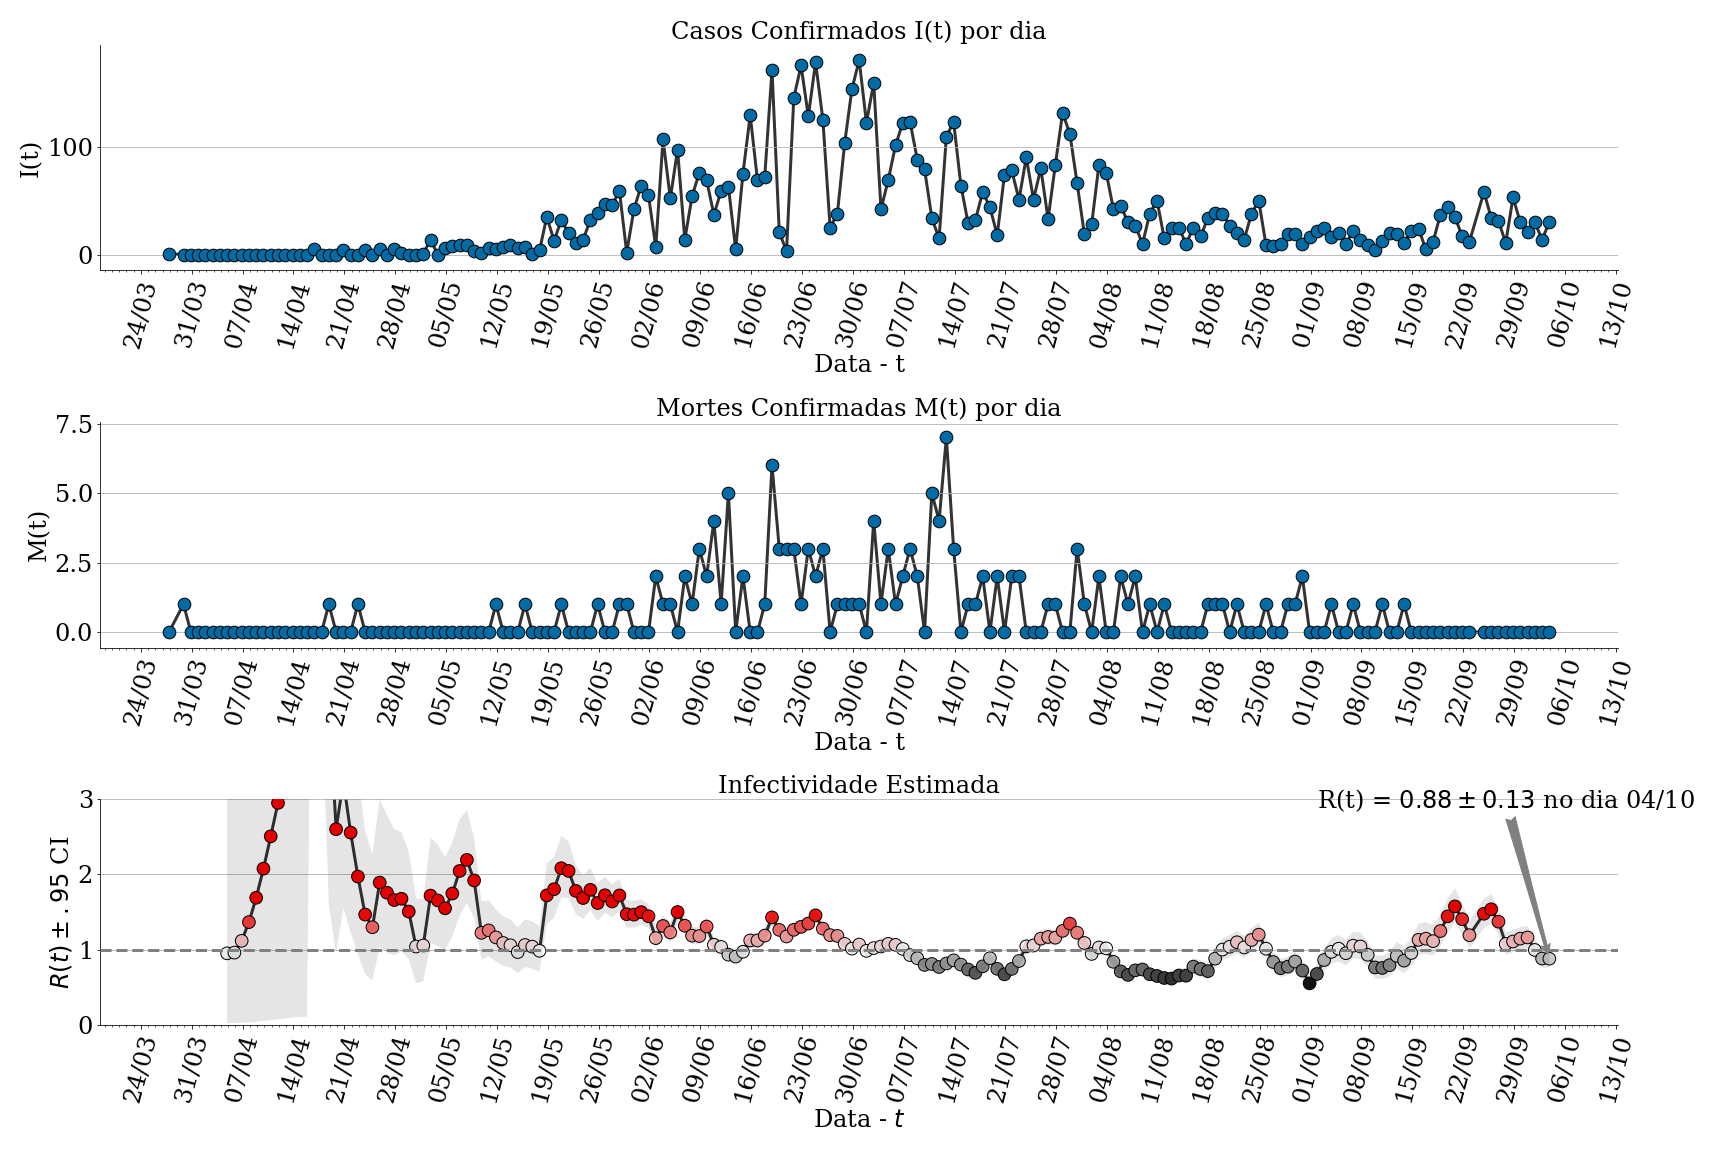 Casos Confirmados I(t) por dia
I(t)
100
0
24/03 31/03 07/04 14/04 21/04 28/04 05/05 12/05 19/05 26/05 02/06 09/06 16/06 23/06 30/06 07/07 14/07 21/07 28/07 04/08 11/08 18/08 25/08 01/09 08/09 15/09 22/09 29/09 06/10 13/10
Data - t
Mortes Confirmadas M(t) por dia
M(t)
7.5
5.0
2.5
0.0
24/03 31/03 07/04 14/04 21/04 28/04 05/05 12/05 19/05 26/05 02/06 09/06 16/06 23/06 30/06 07/07 14/07 21/07 28/07 04/08 11/08 18/08 25/08 01/09 08/09 15/09 22/09 29/09 06/10 13/10
Data - t
Infectividade Estimada
R(t) = 0.88 ± 0.13 no dia 04/10
R(t) ± .95 CI
3
2
1
0
24/03 31/03 07/04 14/04 21/04 28/04 05/05 12/05 19/05 26/05 02/06 09/06 16/06 23/06 30/06 07/07 14/07 21/07 28/07 04/08 11/08 18/08 25/08 01/09 08/09 15/09 22/09 29/09 06/10 13/10
Data - t